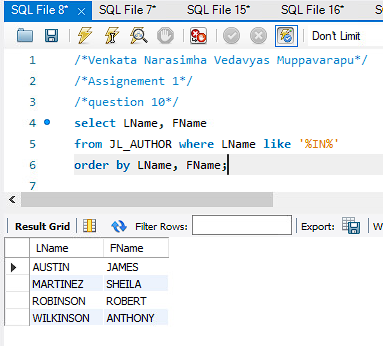 SQL File 8* SQL File 7* SQL File 15* SQL File 16* SQL
Don't Limit
1 /*Venkata Narasimha Vedavyas Muppavarapu*/
2 /*Assignement 1*/
3 /*question 10*/
4 select LName, FName
5 from JL_AUTHOR where LName like '%IN%'
6 order by LName, FName;
7
Result Grid Filter Rows: Export: W
LName FName
AUSTIN JAMES
MARTINEZ SHEILA
ROBINSON ROBERT
WILKINSON ANTHONY